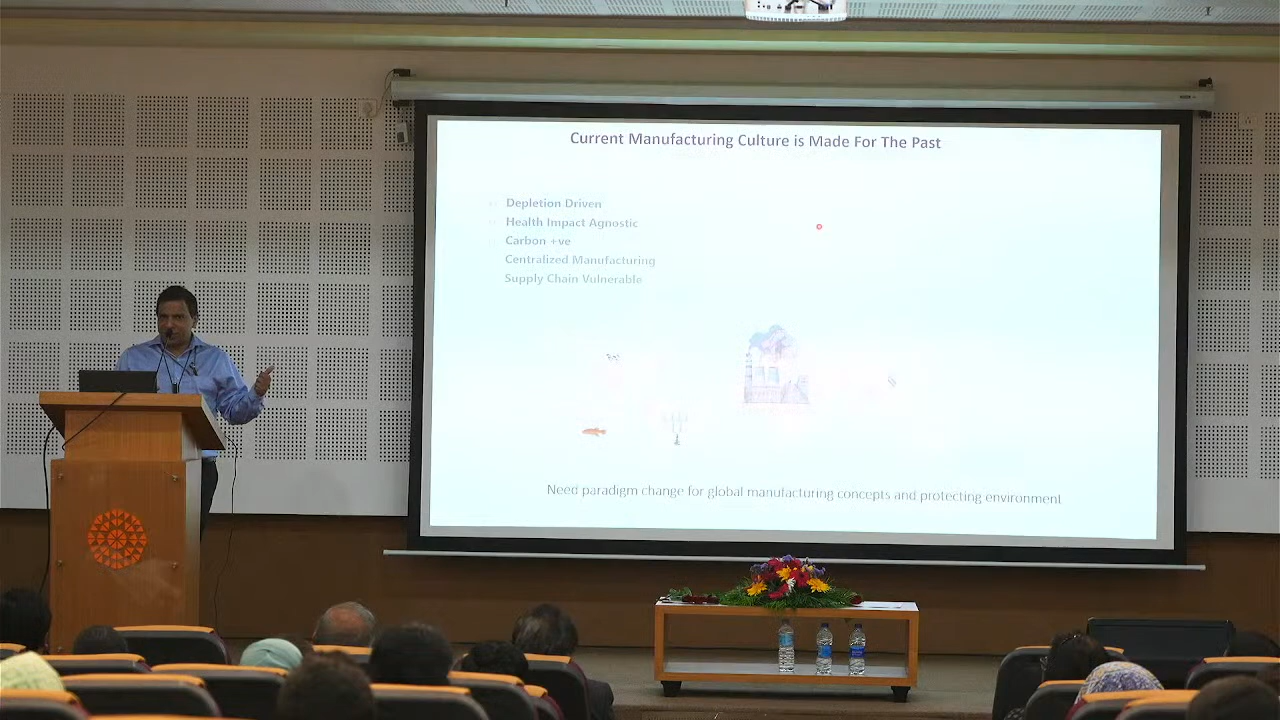 Current Manufacturing Culture is Made For The Past
Depletion Driven
Health Impact Agnostic
Carbon +ve
Centralized Manufacturing
Supply Chain Vulnerable
Need paradigm change for global manufacturing concepts and protecting environment